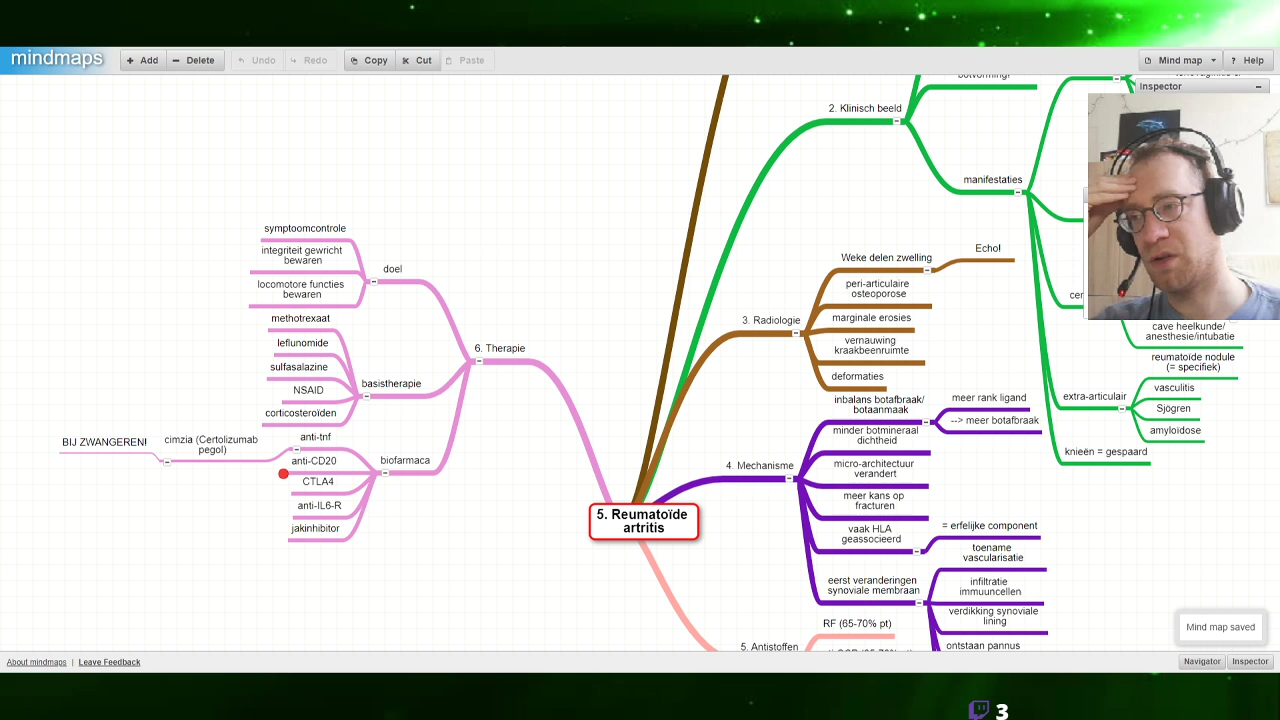 mindmaps
Add
Delete
Undo
Redo
Copy
Cut
Paste
Mind map
? Help
Inspector
2. Klinisch beeld
manifestaties
symptoomcontrole
integriteit gewricht
bewaren
locomotore functies
bewaren
doel
methotrexaat
leflunomide
sulfasalazine
NSAID
corticosteroïden
basistherapie
6. Therapie
BIJ ZWANGEREN!
cimzia (Certolizumab
pegol)
anti-tnf
anti-CD20
CTLA4
anti-IL6-R
jakinhibitor
biofarmaca
5. Reumatoïde
artritis
Weke delen zwelling
Echo!
peri-articulaire
osteoporose
3. Radiologie
marginale erosies
vernauwing
kraakbeenruimte
deformaties
inbalans botafbraak/
botaanmaak
meer rank ligand
--> meer botafbraak
minder botmineraal
dichtheid
4. Mechanisme
micro-architectuur
verandert
meer kans op
fracturen
vaak HLA
geassocieerd
= erfelijke component
eerst veranderingen
synoviale membraan
toename
vascularisatie
infiltratie
immuuncellen
verdikking synoviale
lining
ontstaan pannus
RF (65-70% pt)
5. Antistoffen
cave heelkunde/
anesthesie/intubatie
reumatoïde nodule
(= specifiek)
extra-articulair
vasculitis
Sjögren
amyloïdose
knieën = gespaard
Mind map saved
About mindmaps | Leave Feedback
Navigator
Inspector
3